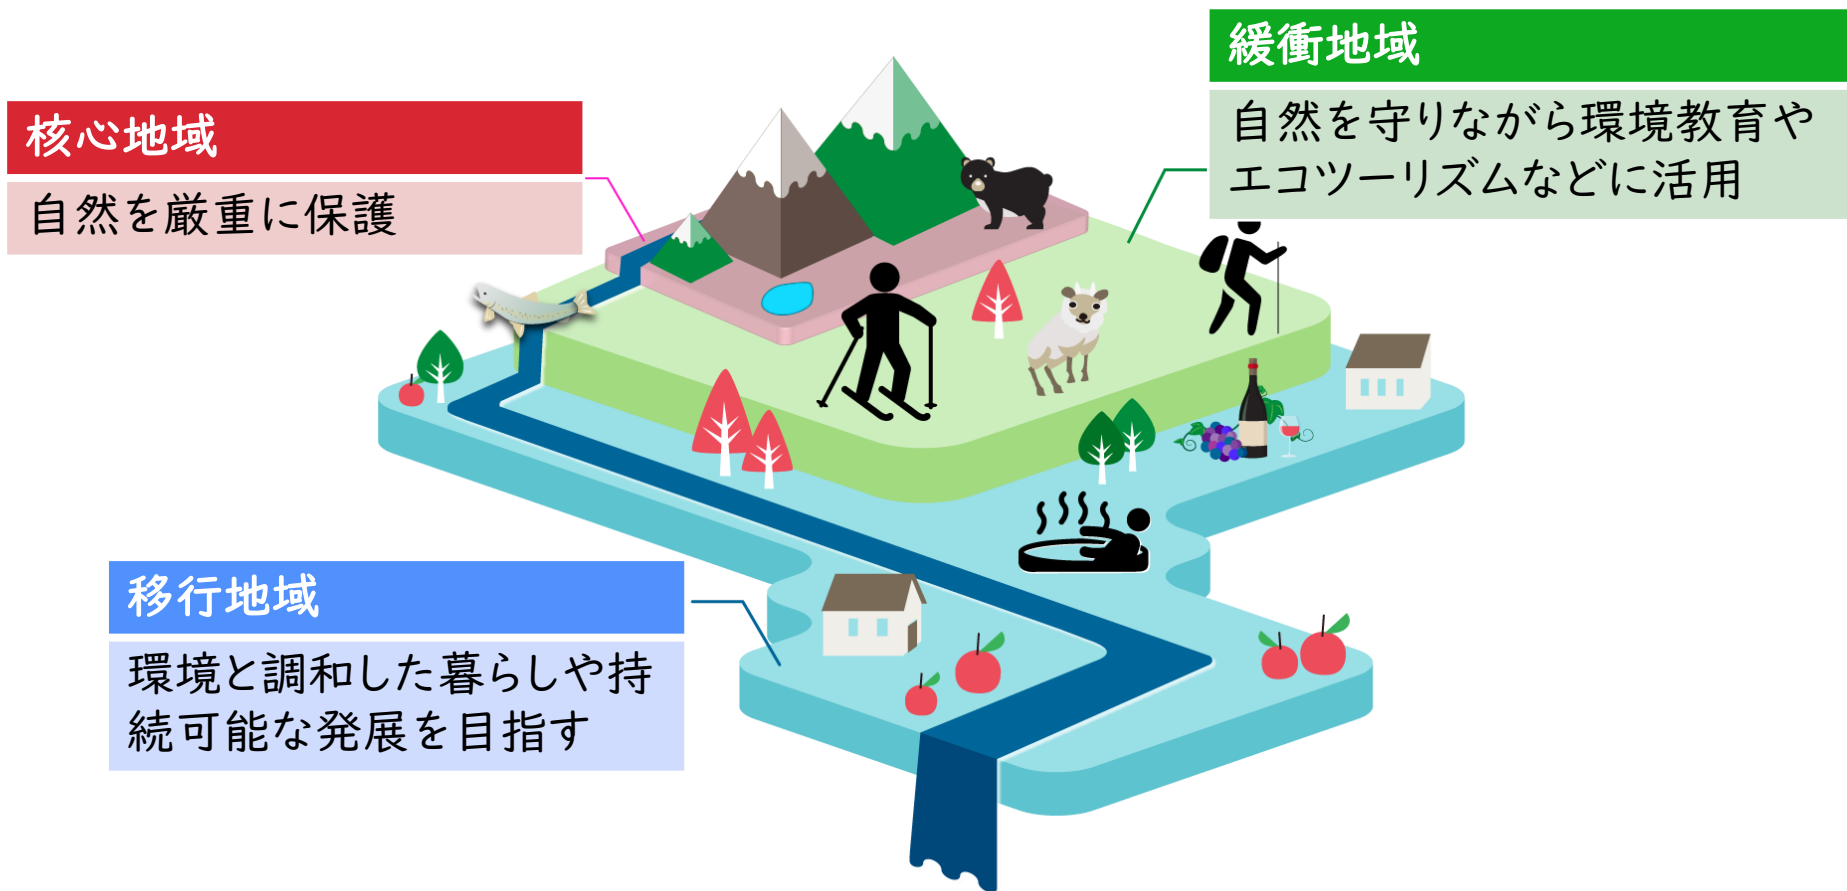 核心地域
自然を厳重に保護
緩衝地域
自然を守りながら環境教育や
エコツーリズムなどに活用
移行地域
環境と調和した暮らしや持
続可能な発展を目指す